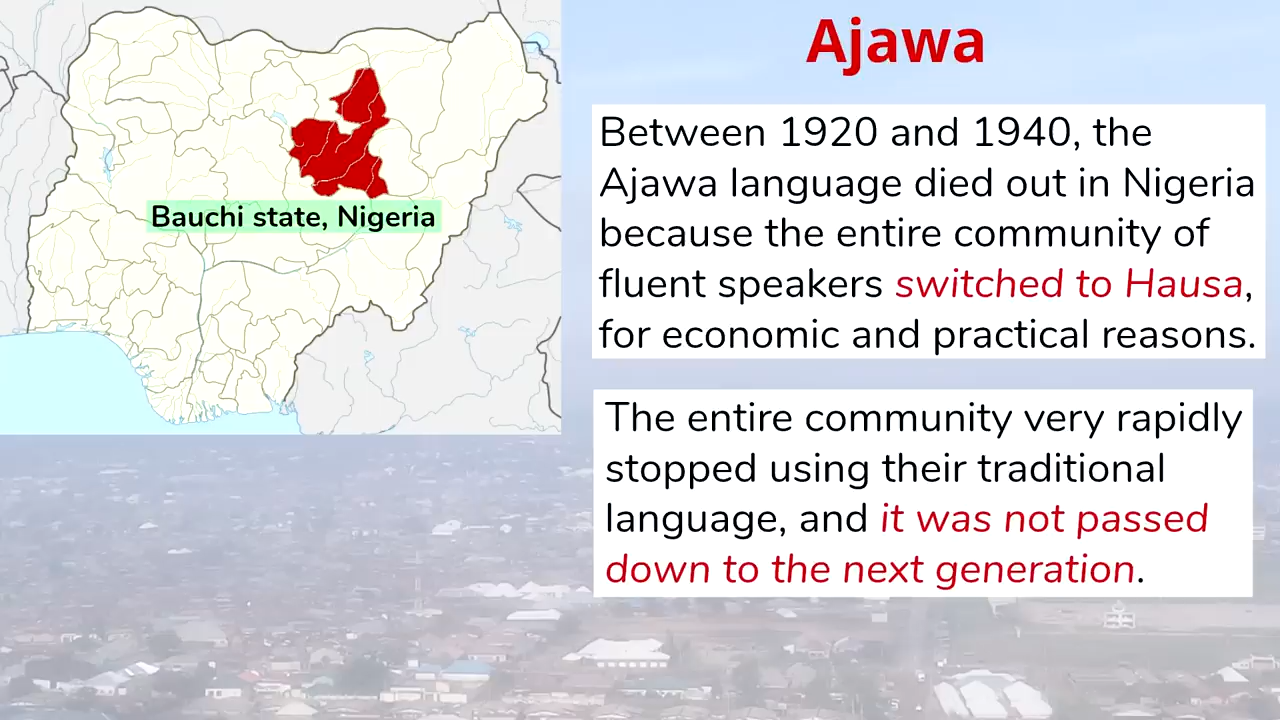 Ajawa
Bauchi state, Nigeria
Between 1920 and 1940, the
Ajawa language died out in Nigeria
because the entire community of
fluent speakers switched to Hausa,
for economic and practical reasons.
The entire community very rapidly
stopped using their traditional
language, and it was not passed
down to the next generation.